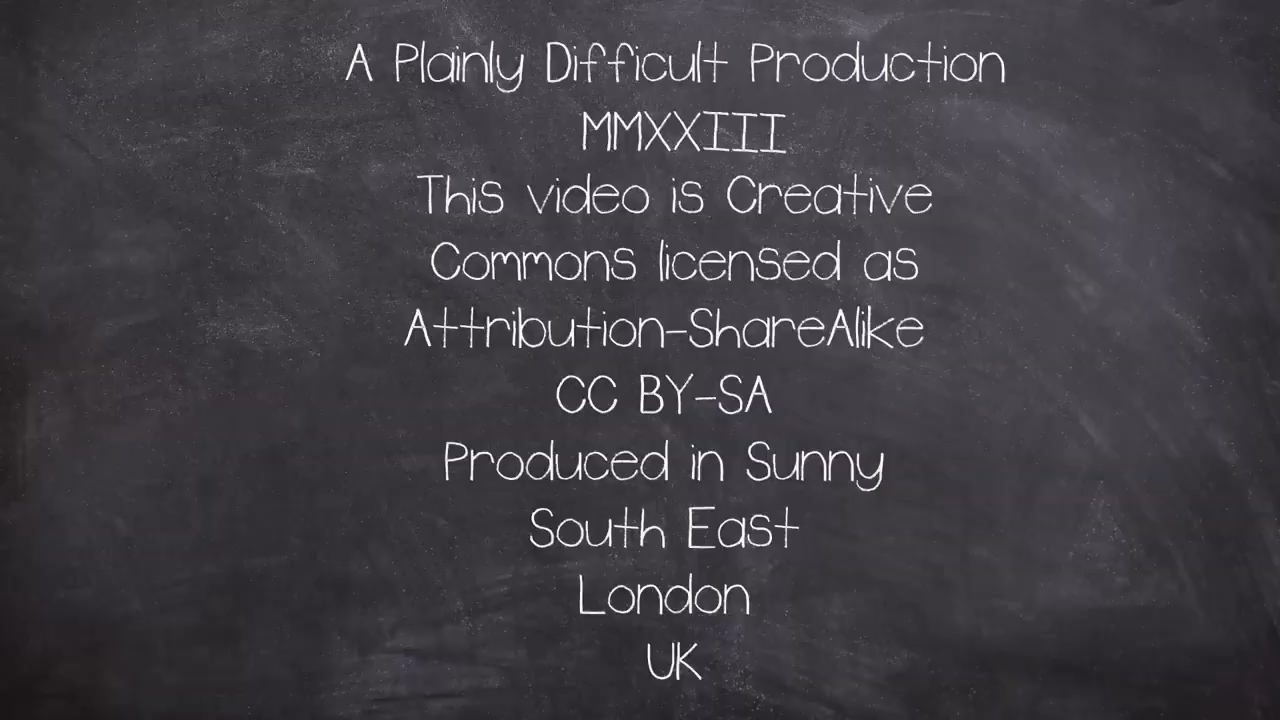 A Plainly Difficult Production
MMXXIII
This video is Creative
Commons licensed as
Attribution-ShareAlike
CC BY-SA
Produced in Sunny
South East
London
UK